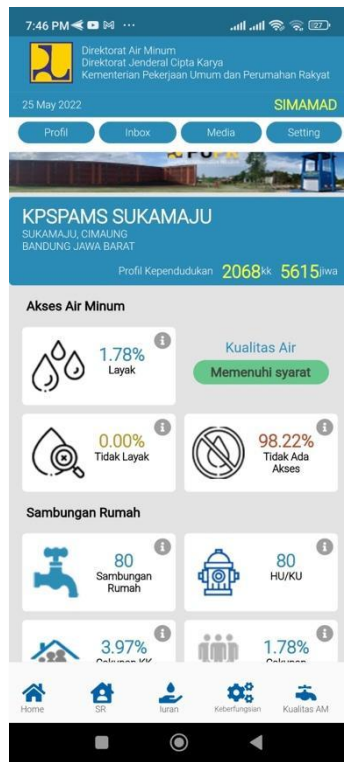 7:46 PM
27
Direktorat Air Minum
Direktorat Jenderal Cipta Karya
Kementerian Pekerjaan Umum dan Perumahan Rakyat
25 May 2022
SIMAMAD
Profil
Inbox
Media
Setting
KPSPAMS SUKAMAJU
SUKAMAJU, CIMAUNG
BANDUNG JAWA BARAT
Profil Kependudukan 2068kk 5615jiwa
Akses Air Minum
1.78%
Layak
Kualitas Air
Memenuhi syarat
0.00%
Tidak Layak
98.22%
Tidak Ada
Akses
Sambungan Rumah
80
Sambungan
Rumah
80
HU/KU
3.97%
Cakupan KK
1.78%
Cakupan
Home
SR
Iuran
Keberfungsian
Kualitas AM